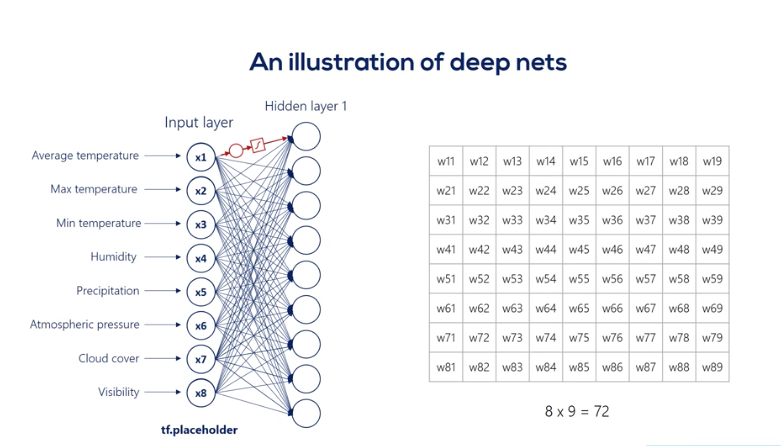 An illustration of deep nets
Hidden layer 1
Input layer
Average temperature x1
Max temperature x2
Min temperature x3
Humidity x4
Precipitation x5
Atmospheric pressure x6
Cloud cover x7
Visibility x8
tf.placeholder
w11 w12 w13 w14 w15 w16 w17 w18 w19
w21 w22 w23 w24 w25 w26 w27 w28 w29
w31 w32 w33 w34 w35 w36 w37 w38 w39
w41 w42 w43 w44 w45 w46 w47 w48 w49
w51 w52 w53 w54 w55 w56 w57 w58 w59
w61 w62 w63 w64 w65 w66 w67 w68 w69
w71 w72 w73 w74 w75 w76 w77 w78 w79
w81 w82 w83 w84 w85 w86 w87 w88 w89
8 x 9 = 72